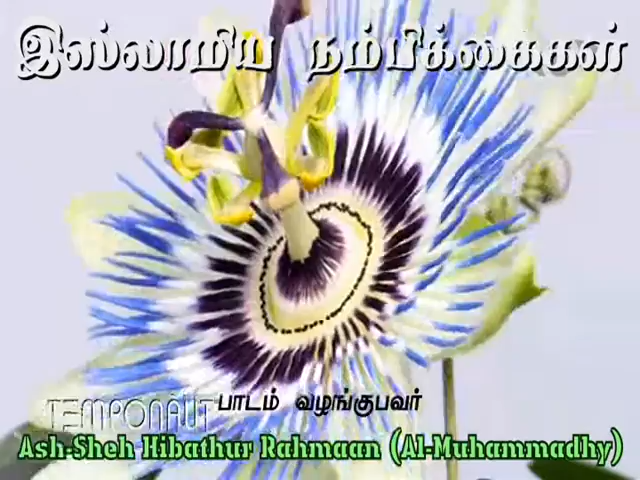 இஸ்லாமிய நம்பிக்கைகள்
TEMPONAUT பாடம் வழங்குபவர்
Ash-Sheh Hibathur Rahmaan (Al-Muhammadhy)